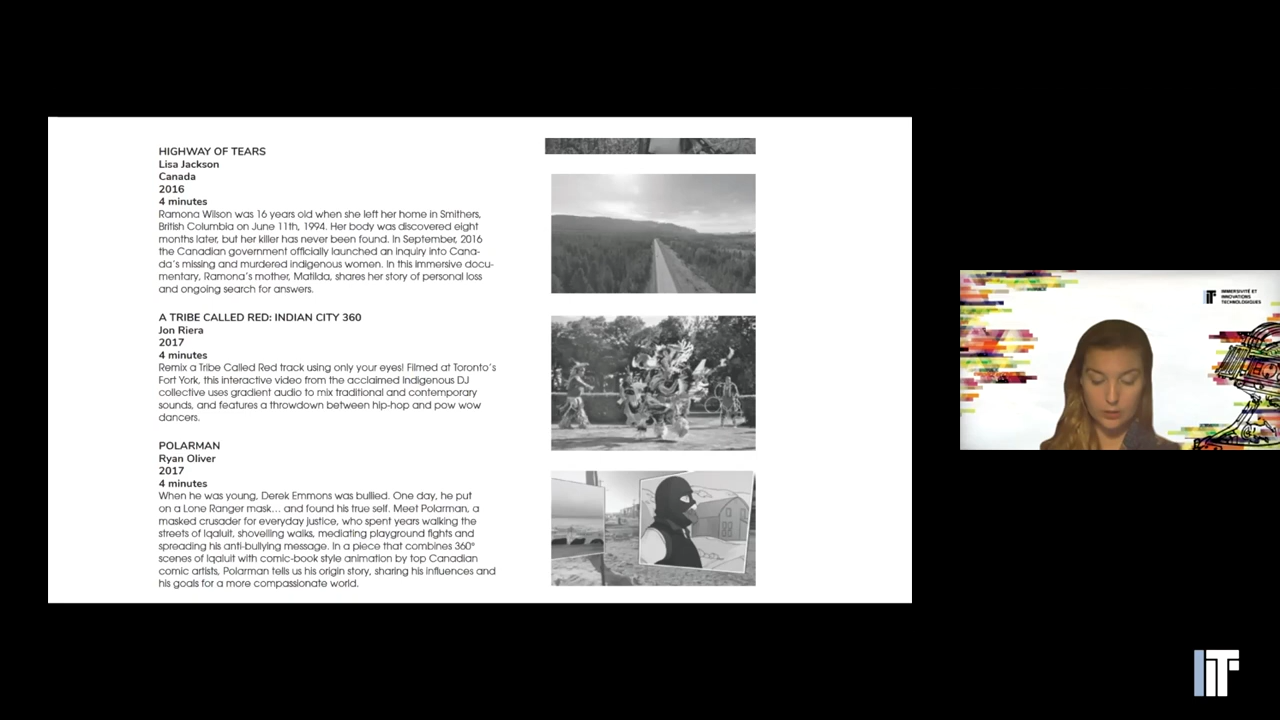 HIGHWAY OF TEARS
Lisa Jackson
Canada
2016
4 minutes
Ramona Wilson was 16 years old when she left her home in Smithers,
British Columbia on June 11th, 1994. Her body was discovered eight
months later, but her killer has never been found. In September, 2016
the Canadian government officially launched an inquiry into Cana-
da's missing and murdered indigenous women. In this immersive docu-
mentary, Ramona's mother, Matilda, shares her story of personal loss
and ongoing search for answers.
A TRIBE CALLED RED: INDIAN CITY 360
Jon Riera
2017
4 minutes
Remix a Tribe Called Red track using only your eyes! Filmed at Toronto's
Fort York, this interactive video from the acclaimed Indigenous DJ
collective uses gradient audio to mix traditional and contemporary
sounds, and features a throwdown between hip-hop and pow wow
dancers.
POLARMAN
Ryan Oliver
2017
4 minutes
When he was young, Derek Emmons was bullied. One day, he put
on a Lone Ranger mask... and found his true self. Meet Polarman, a
masked crusader for everyday justice, who spent years walking the
streets of Iqaluit, shovelling walks, mediating playground fights and
spreading his anti-bullying message. In a piece that combines 360°
scenes of Iqaluit with comic-book style animation by top Canadian
comic artists, Polarman tells us his origin story, sharing his influences and
his goals for a more compassionate world.
IIT
IMMERSIVITÉ ET
INNOVATIONS
TECHNOLOGIQUES
IIT